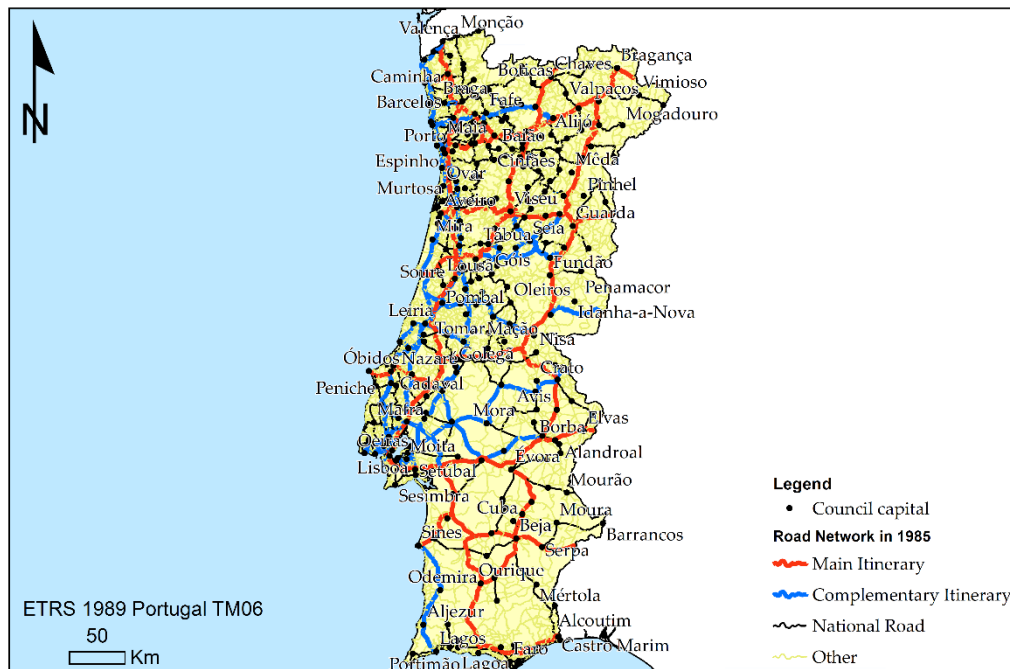 Monção
Valença
Bragança
Chaves
Boticas
Vimioso
Caminha
Valpaços
Braga
Barcelos
Fafe
Mogadouro
Alijó
Maia
Porto
Baião
Espinho
Cinfães
Mêda
Ovar
Pinhel
Murtosa
Viseu
Aveiro
Guarda
Mira
Seia
Tábua
Góis
Fundão
Lousã
Soure
Penamacor
Oleiros
Pombal
Leiria
Idanha-a-Nova
Tomar
Mação
Nisa
Golegã
Óbidos
Nazaré
Crato
Peniche
Cadaval
Avis
Mafra
Mora
Elvas
Borba
Oeiras
Moita
Alandroal
Lisboa
Évora
Setúbal
Mourão
Sesimbra
Cuba
Moura
Beja
Barrancos
Sines
Serpa
Ourique
Odemira
Mértola
Aljezur
Alcoutim
Lagos
Faro
Castro Marim
Portimão
Lagoa
N
ETRS 1989 Portugal TM06
50
Km
Legend
Council capital
Road Network in 1985
Main Itinerary
Complementary Itinerary
National Road
Other